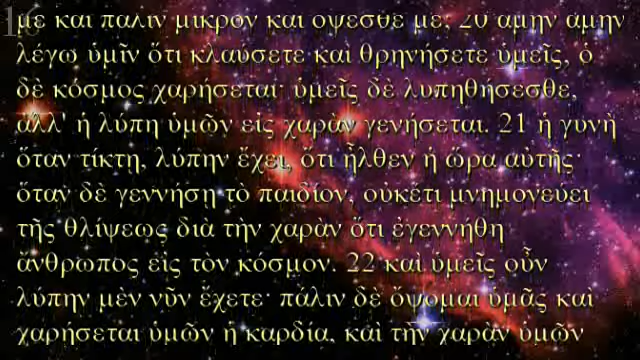 16
με και πάλιν μικρὸν καὶ ὄψεσθέ με; 20 ἀμὴν ἀμὴν
λέγω ὑμῖν ὅτι κλαύσετε καὶ θρηνήσετε ὑμεῖς, ὁ
δὲ κόσμος χαρήσεται· ὑμεῖς δὲ λυπηθήσεσθε,
ἀλλ' ἡ λύπη ὑμῶν εἰς χαρὰν γενήσεται. 21 ἡ γυνὴ
ὅταν τίκτῃ, λύπην ἔχει, ὅτι ἦλθεν ἡ ὥρα αὐτῆς·
ὅταν δὲ γεννήσῃ τὸ παιδίον, οὐκέτι μνημονεύει
τῆς θλίψεως διὰ τὴν χαρὰν ὅτι ἐγεννήθη
ἄνθρωπος εἰς τὸν κόσμον. 22 καὶ ὑμεῖς οὖν
λύπην μὲν νῦν ἔχετε· πάλιν δὲ ὄψομαι ὑμᾶς καὶ
χαρήσεται ὑμῶν ἡ καρδία, καὶ τὴν χαρὰν ὑμῶν